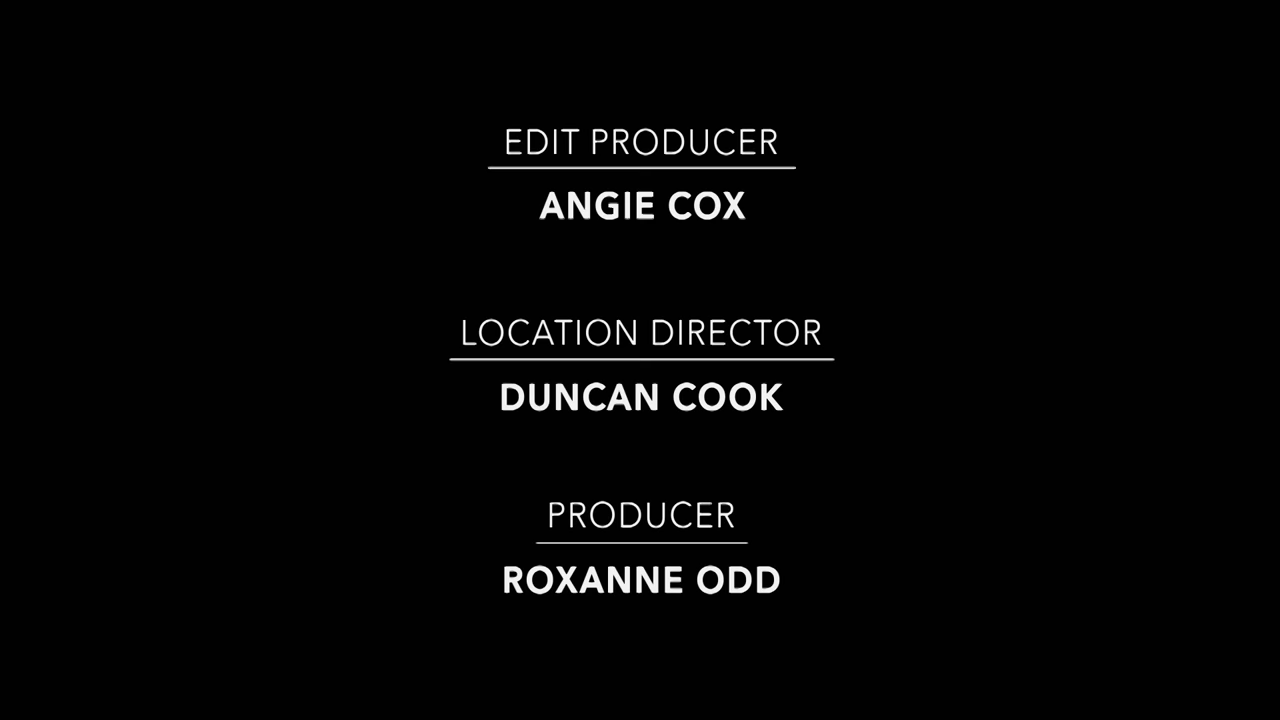 EDIT PRODUCER
ANGIE COX
LOCATION DIRECTOR
DUNCAN COOK
PRODUCER
ROXANNE ODD